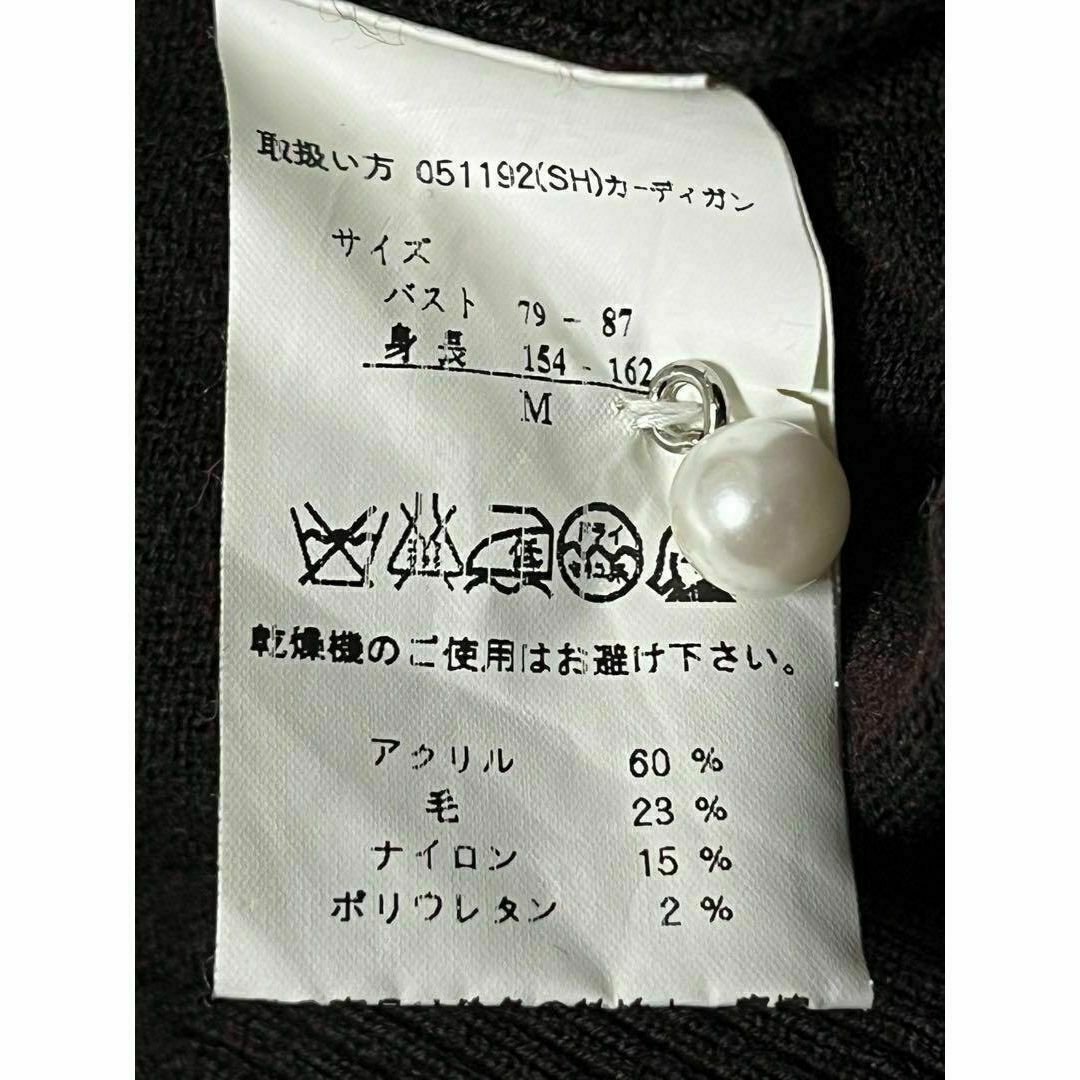 取扱い方 051192(SH)カーディガン
サイズ
バスト 79 - 87
身長 154 - 162
M
低
ドライ
乾燥機のご使用はお避け下さい。
アクリル 60 %
毛 23 %
ナイロン 15 %
ポリウレタン 2 %